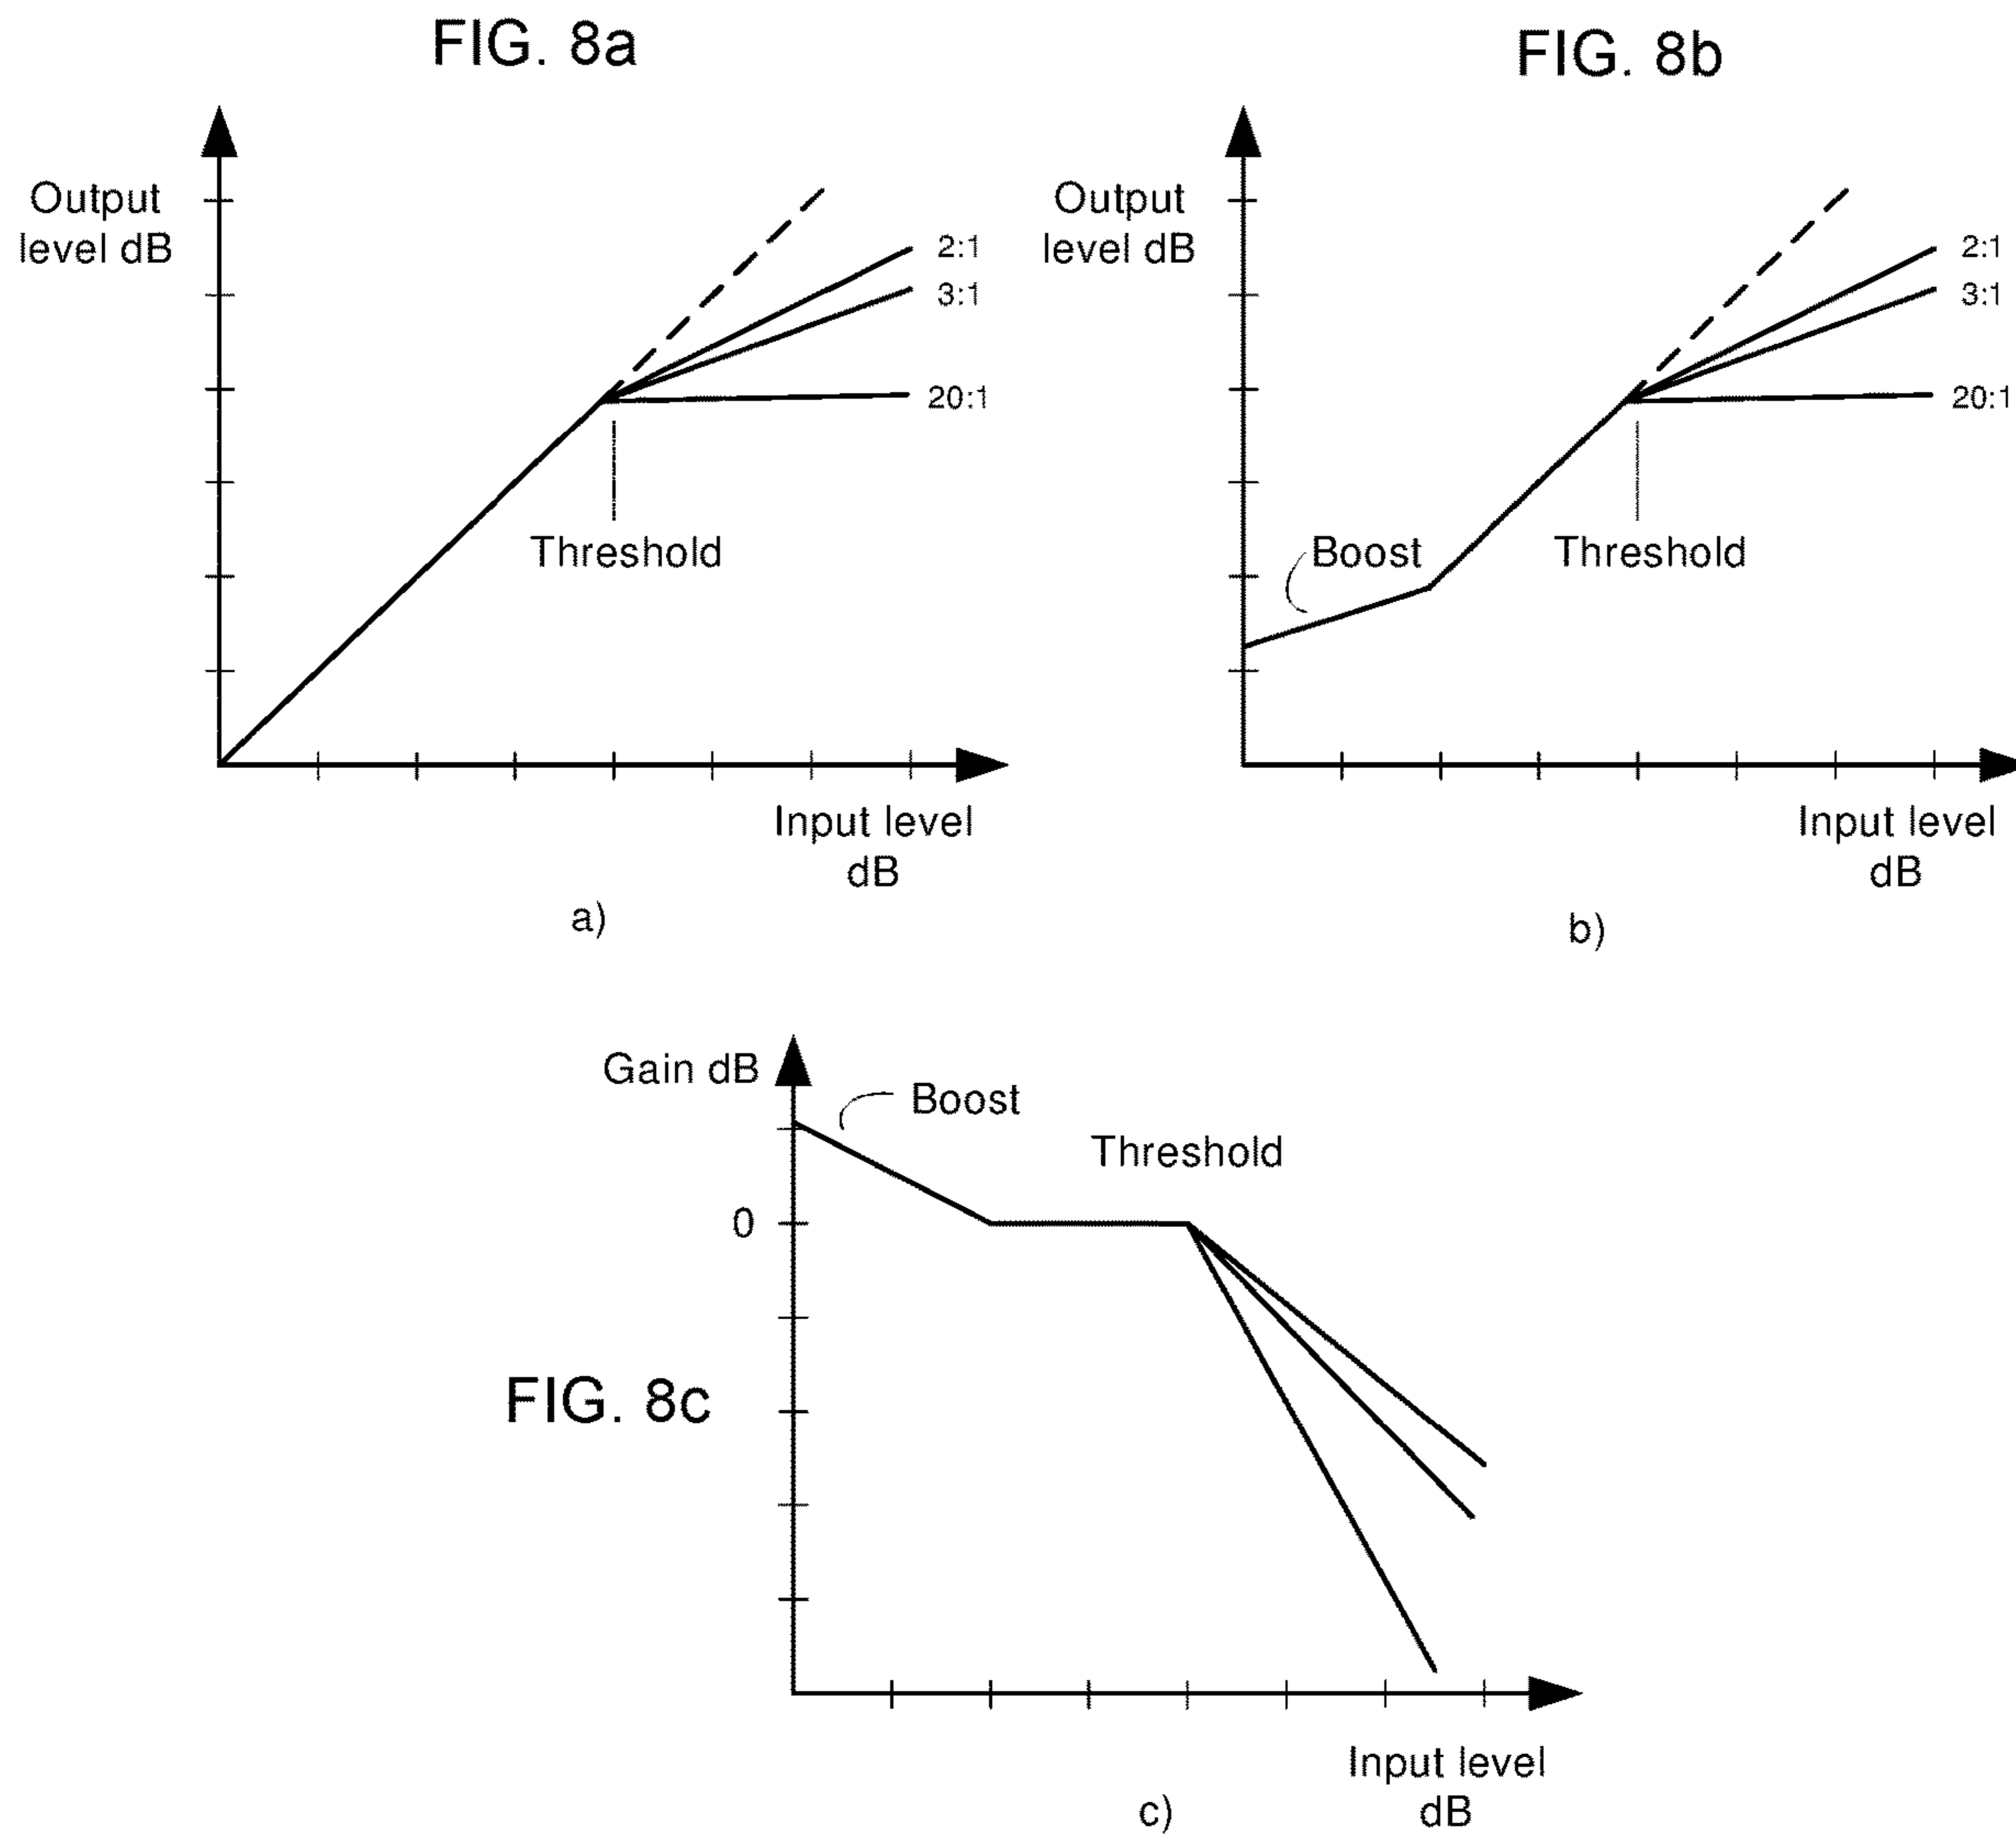 FIG. 8a
Output
level dB
2:1
3:1
20:1
Threshold
Input level
dB
a)
FIG. 8b
Output
level dB
2:1
3:1
20:1
Boost
Threshold
Input level
dB
b)
FIG. 8c
Gain dB
Boost
Threshold
0
Input level
dB
c)